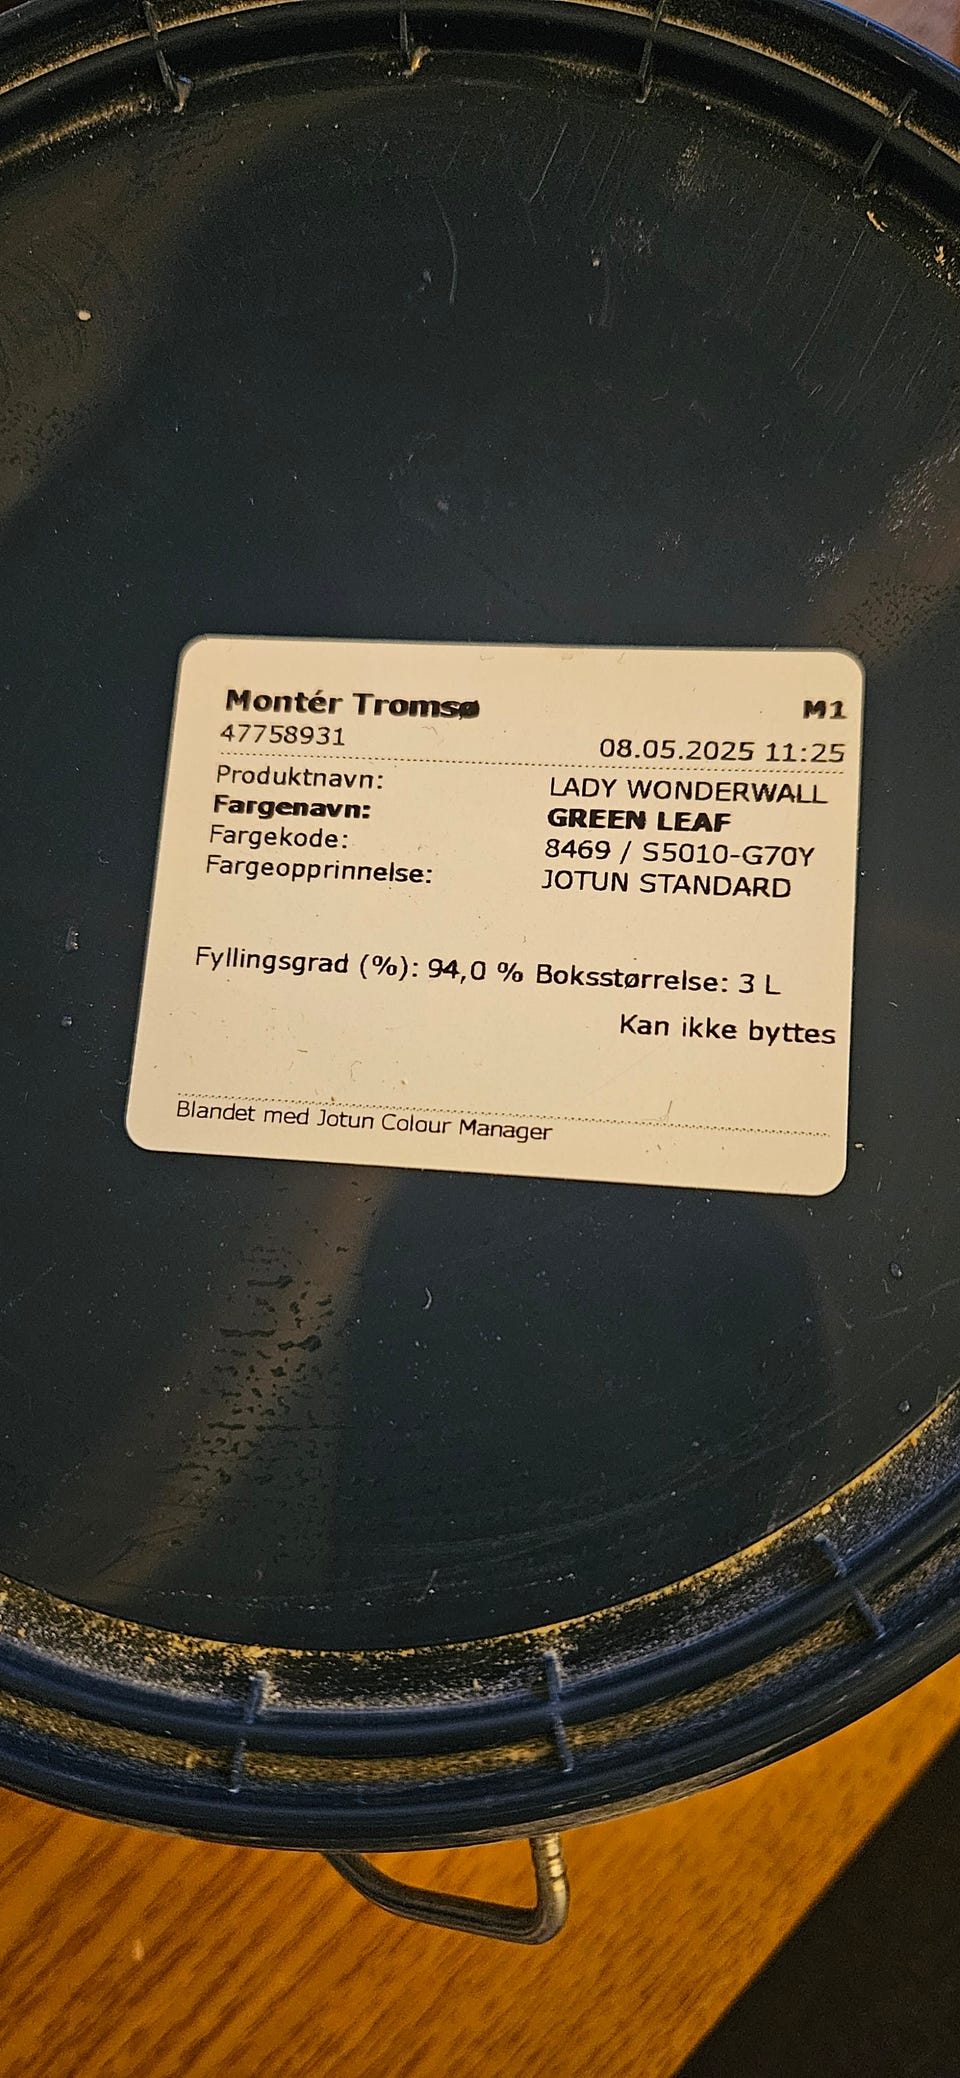 Montér Tromsø M1
47758931 08.05.2025 11:25
Produktnavn: LADY WONDERWALL
Fargenavn: GREEN LEAF
Fargekode: 8469 / S5010-G70Y
Fargeopprinnelse: JOTUN STANDARD
Fyllingsgrad (%): 94,0 % Boksstørrelse: 3 L
Kan ikke byttes
Blandet med Jotun Colour Manager